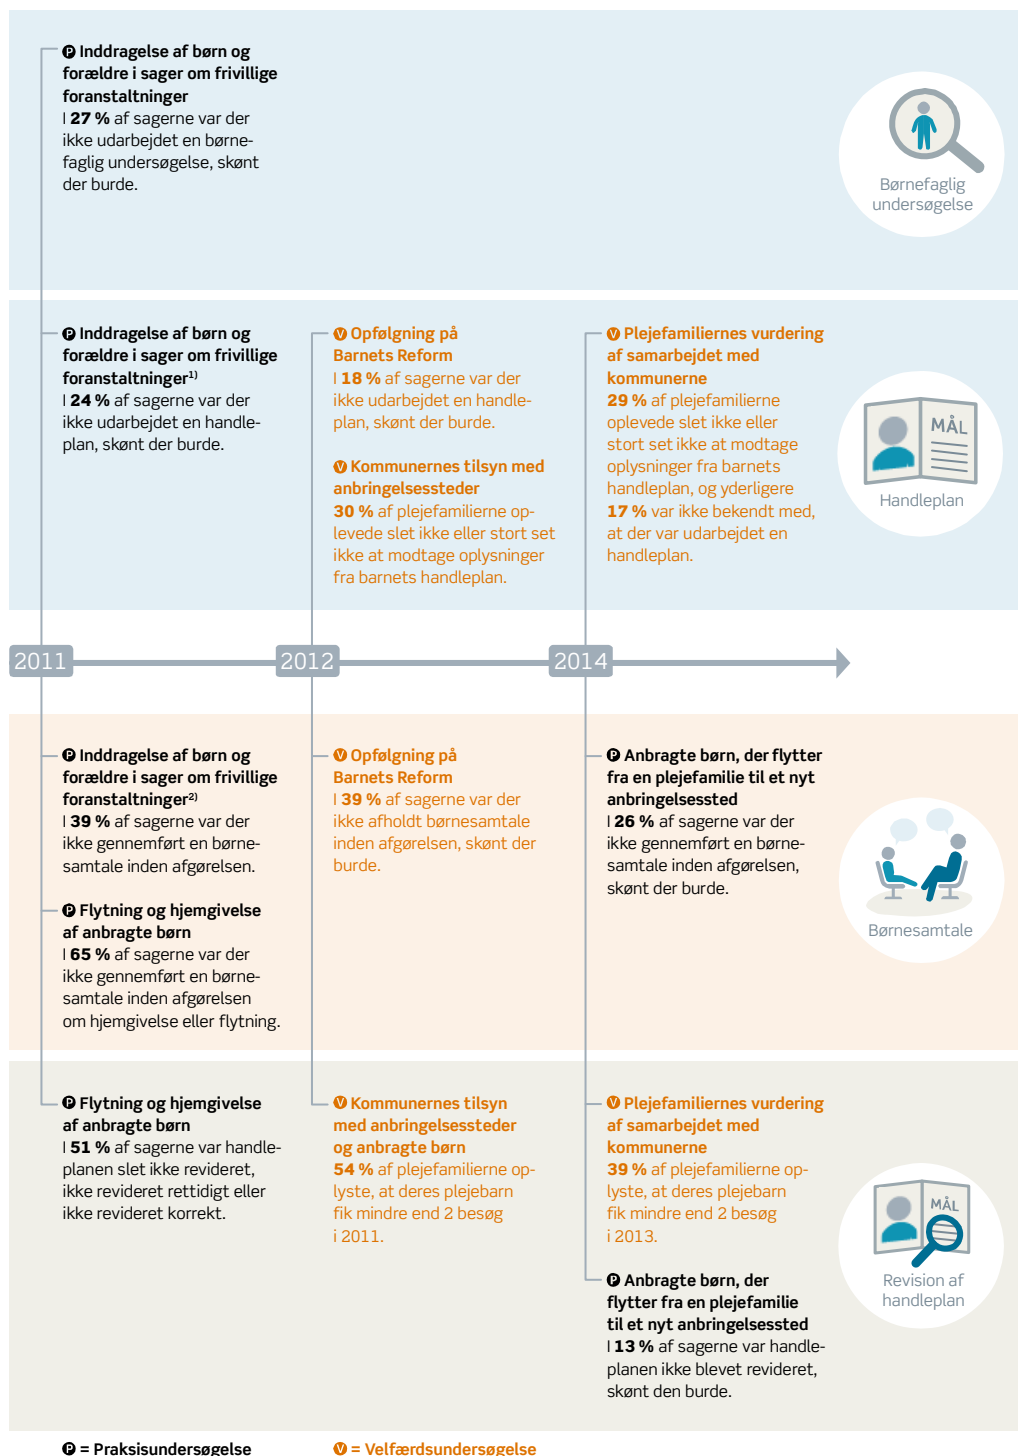 🅟 Inddragelse af børn og
forældre i sager om frivillige
foranstaltninger
I 27 % af sagerne var der
ikke udarbejdet en børne-
faglig undersøgelse, skønt
der burde.
Børnefaglig
undersøgelse
🅟 Inddragelse af børn og
forældre i sager om frivillige
foranstaltninger¹⁾
I 24 % af sagerne var der
ikke udarbejdet en handle-
plan, skønt der burde.
🅥 Opfølgning på
Barnets Reform
I 18 % af sagerne var der
ikke udarbejdet en handle-
plan, skønt der burde.
🅥 Kommunernes tilsyn med
anbringelsessteder
30 % af plejefamilierne op-
levede slet ikke eller stort set
ikke at modtage oplysninger
fra barnets handleplan.
🅥 Plejefamiliernes vurdering
af samarbejdet med
kommunerne
29 % af plejefamilierne
oplevede slet ikke eller
stort set ikke at modtage
oplysninger fra barnets
handleplan, og yderligere
17 % var ikke bekendt med,
at der var udarbejdet en
handleplan.
MÅL
Handleplan
2011
2012
2014
🅟 Inddragelse af børn og
forældre i sager om frivillige
foranstaltninger²⁾
I 39 % af sagerne var der
ikke gennemført en børne-
samtale inden afgørelsen.
🅟 Flytning og hjemgivelse
af anbragte børn
I 65 % af sagerne var der
ikke gennemført en børne-
samtale inden afgørelsen
om hjemgivelse eller flytning.
🅥 Opfølgning på
Barnets Reform
I 39 % af sagerne var der
ikke afholdt børnesamtale
inden afgørelsen, skønt der
burde.
🅟 Anbragte børn, der flytter
fra en plejefamilie til et nyt
anbringelsessted
I 26 % af sagerne var der
ikke gennemført en børne-
samtale inden afgørelsen,
skønt der burde.
Børnesamtale
🅟 Flytning og hjemgivelse
af anbragte børn
I 51 % af sagerne var handle-
planen slet ikke revideret,
ikke revideret rettidigt eller
ikke revideret korrekt.
🅥 Kommunernes tilsyn
med anbringelsessteder
og anbragte børn
54 % af plejefamilierne op-
lyste, at deres plejebarn
fik mindre end 2 besøg
i 2011.
🅥 Plejefamiliernes vurdering
af samarbejdet med
kommunerne
39 % af plejefamilierne op-
lyste, at deres plejebarn
fik mindre end 2 besøg
i 2013.
🅟 Anbragte børn, der
flytter fra en plejefamilie
til et nyt anbringelsessted
I 13 % af sagerne var handle-
planen ikke blevet revideret,
skønt den burde.
MÅL
Revision af
handleplan
🅟 = Praksisundersøgelse
🅥 = Velfærdsundersøgelse